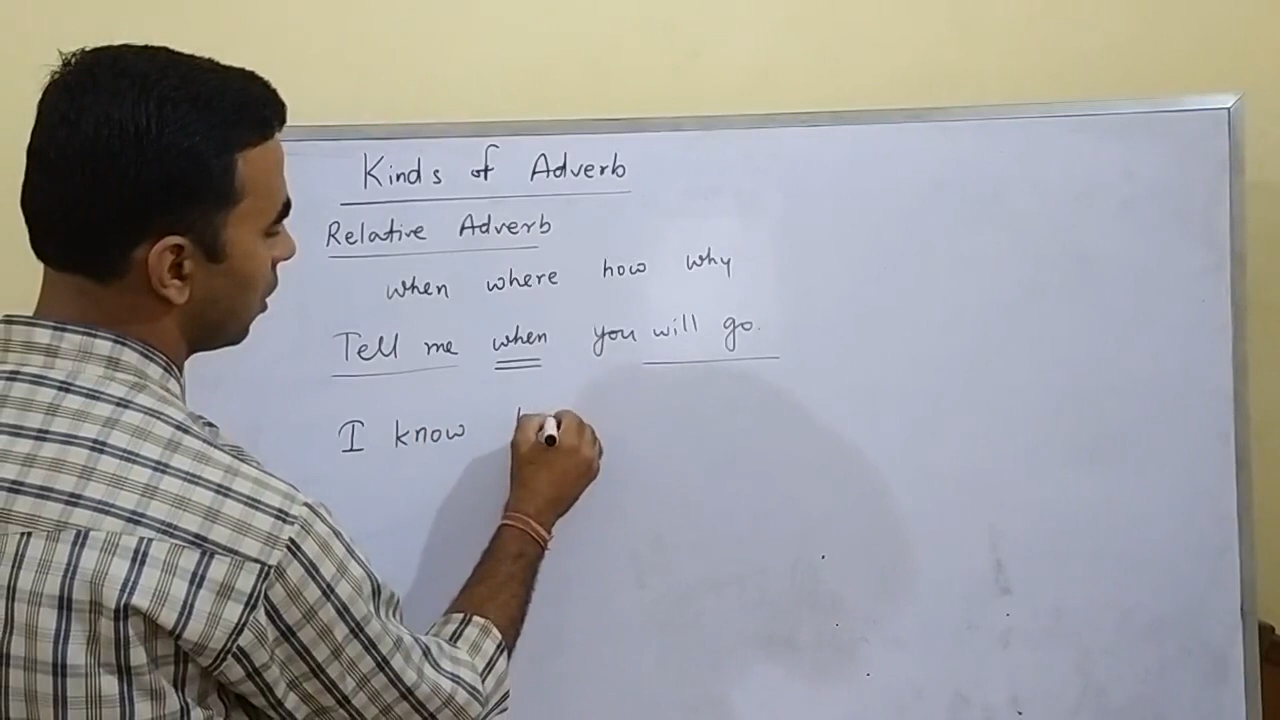 Kinds of Adverb
Relative Adverb
when where how why
Tell me when you will go.
I know